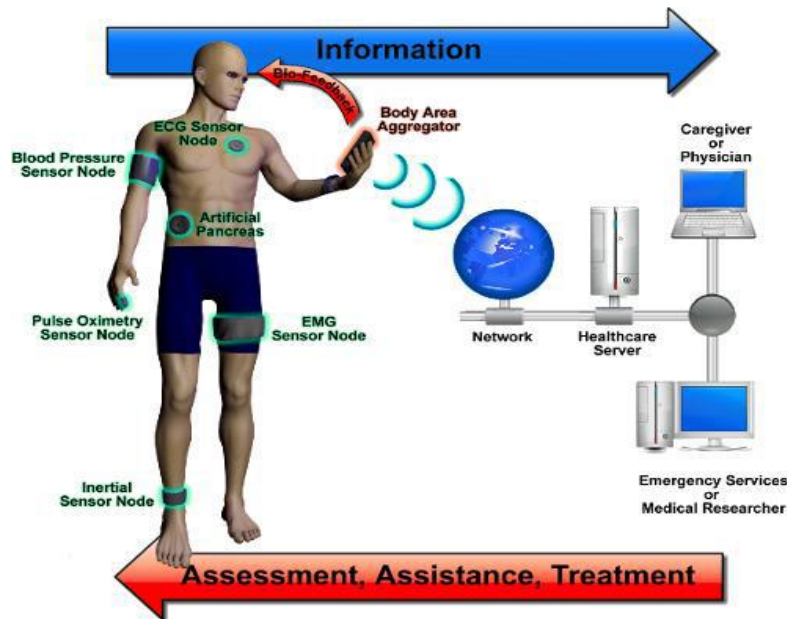 Information
Bio-Feedback
Body Area
Aggregator
ECG Sensor
Node
Blood Pressure
Sensor Node
Artificial
Pancreas
Pulse Oximetry
Sensor Node
EMG
Sensor Node
Inertial
Sensor Node
Caregiver
or
Physician
Network
Healthcare
Server
Emergency Services
or
Medical Researcher
Assessment, Assistance, Treatment